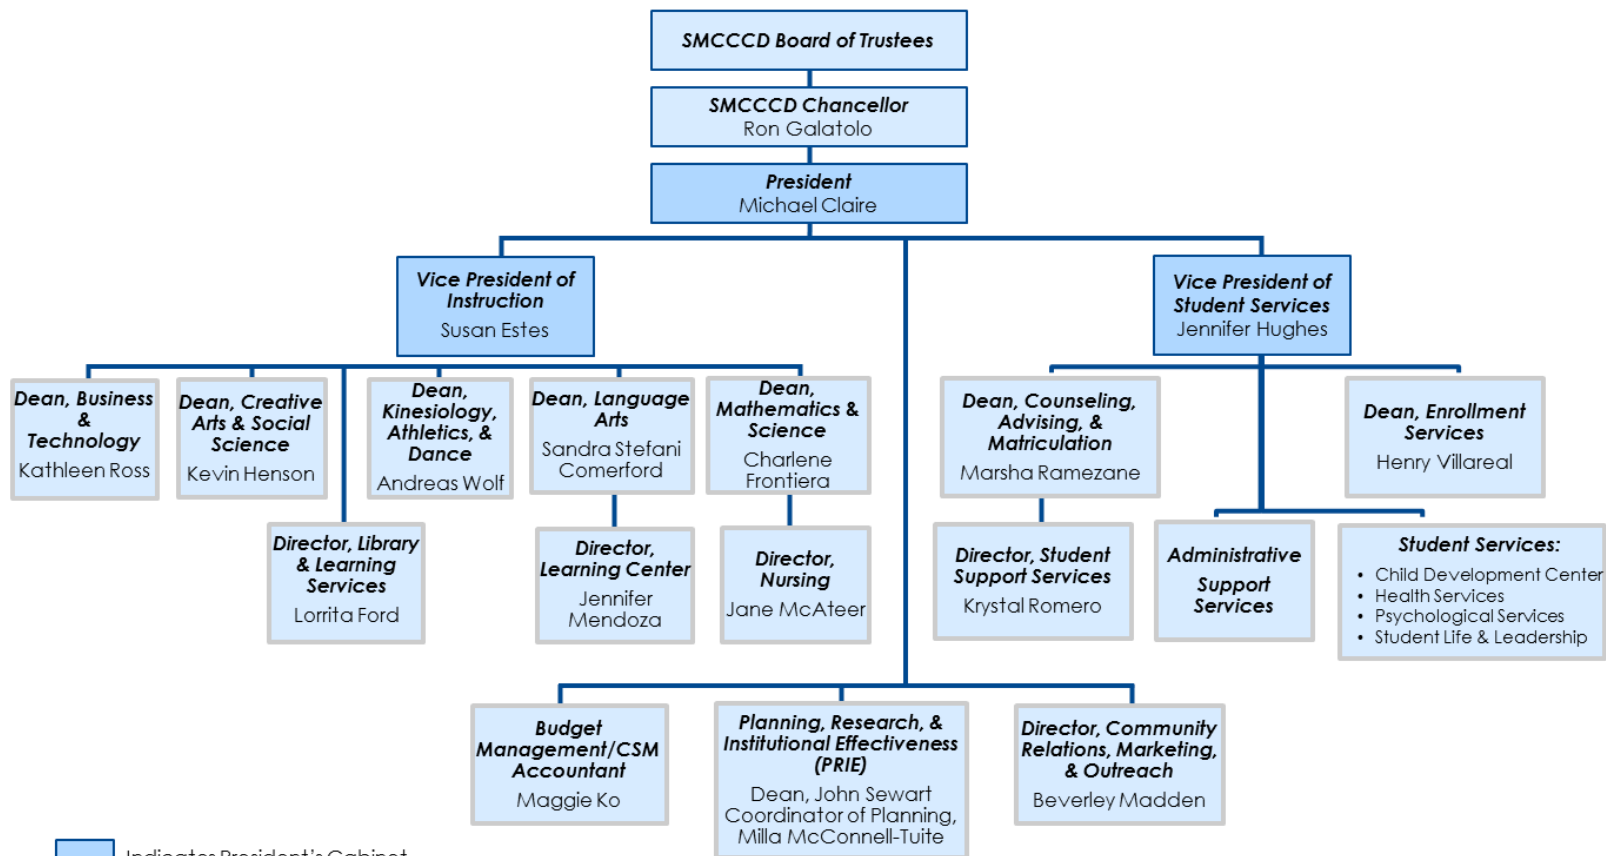 SMCCCD Board of Trustees
SMCCCD Chancellor
Ron Galatolo
President
Michael Claire
Vice President of
Instruction
Susan Estes
Vice President of
Student Services
Jennifer Hughes
Dean, Business
&
Technology
Kathleen Ross
Dean, Creative
Arts & Social
Science
Kevin Henson
Dean,
Kinesiology,
Athletics, &
Dance
Andreas Wolf
Dean, Language
Arts
Sandra Stefani
Comerford
Dean,
Mathematics &
Science
Charlene
Frontiera
Dean, Counseling,
Advising, &
Matriculation
Marsha Ramezane
Dean, Enrollment
Services
Henry Villareal
Director, Library
& Learning
Services
Lorrita Ford
Director,
Learning Center
Jennifer
Mendoza
Director,
Nursing
Jane McAteer
Director, Student
Support Services
Krystal Romero
Administrative
Support
Services
Student Services:
• Child Development Center
• Health Services
• Psychological Services
• Student Life & Leadership
Budget
Management/CSM
Accountant
Maggie Ko
Planning, Research, &
Institutional Effectiveness
(PRIE)
Dean, John Sewart
Coordinator of Planning,
Milla McConnell-Tuite
Director, Community
Relations, Marketing,
& Outreach
Beverley Madden
Indicates President's Cabinet